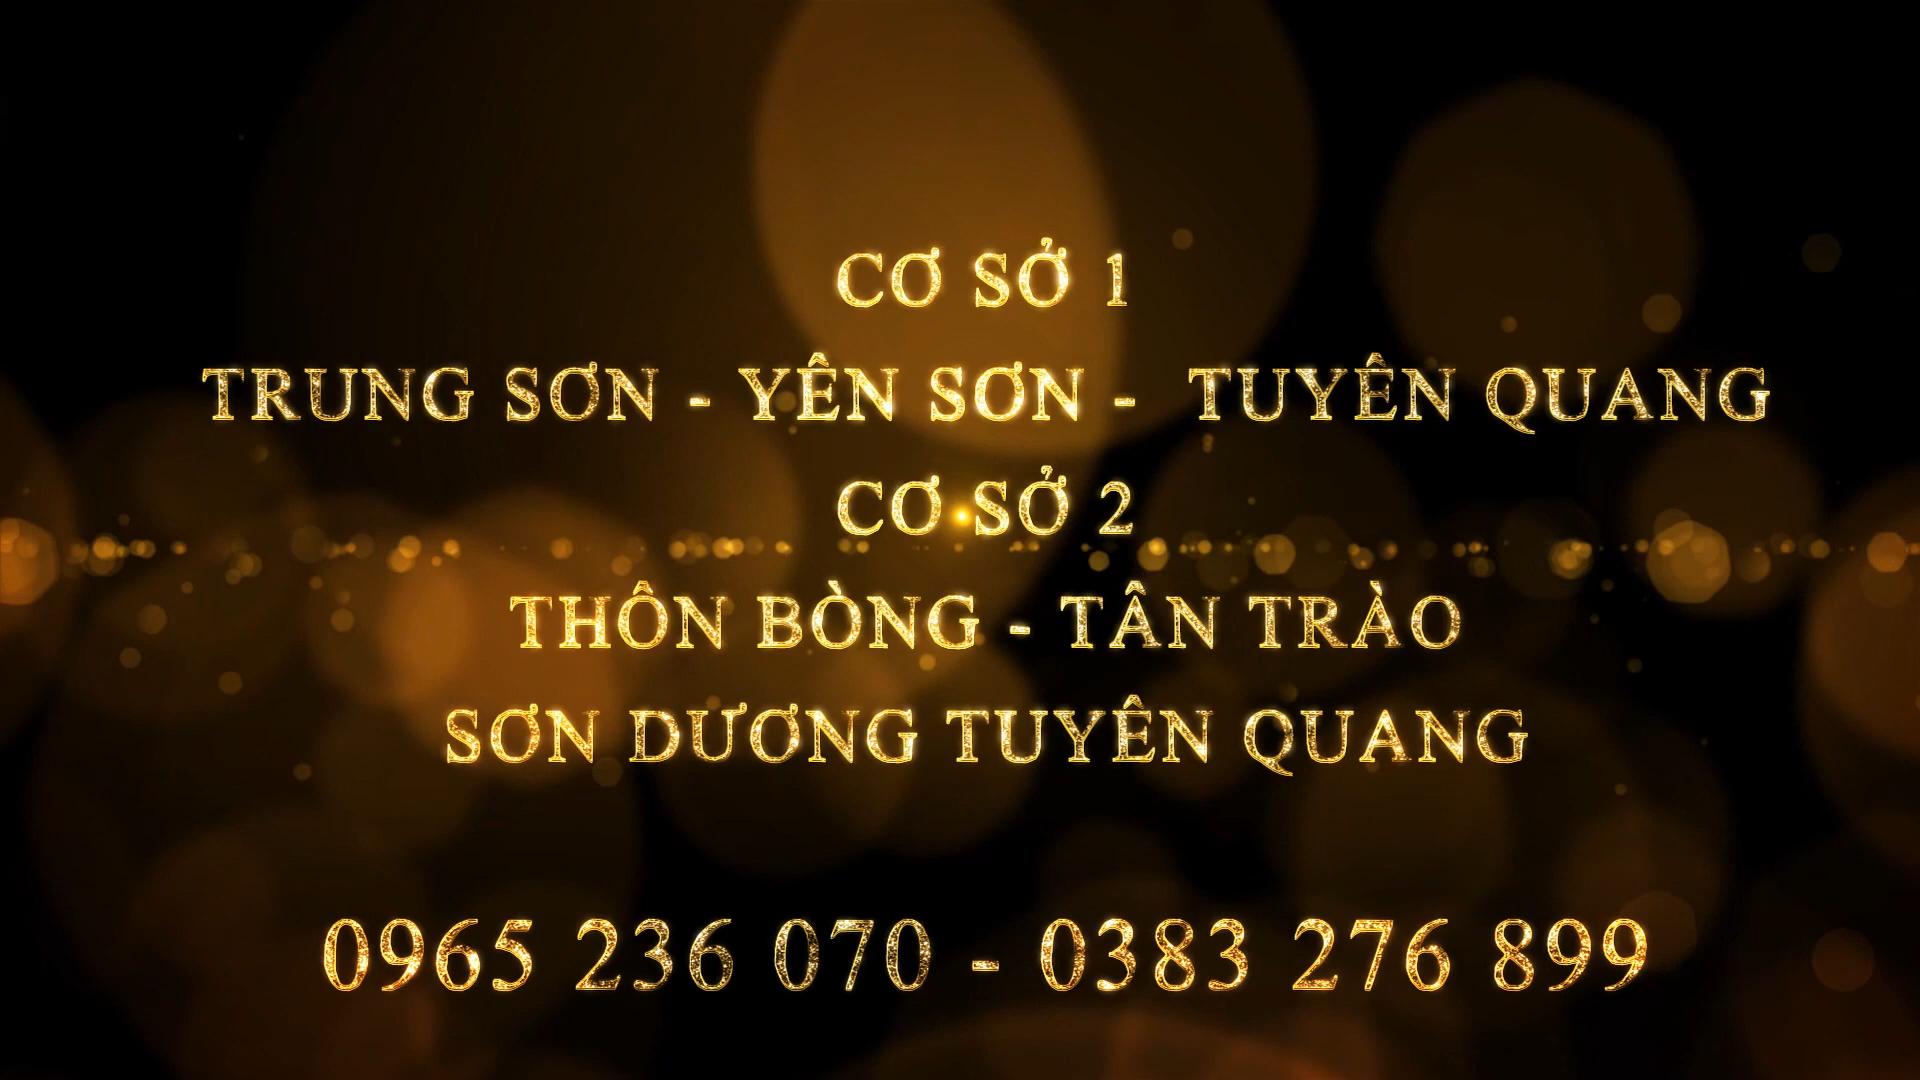 CƠ SỞ 1
TRUNG SƠN - YÊN SƠN - TUYÊN QUANG
CƠ SỞ 2
THÔN BÒNG - TÂN TRÀO
SƠN DƯƠNG TUYÊN QUANG
0965 236 070 - 0383 276 899